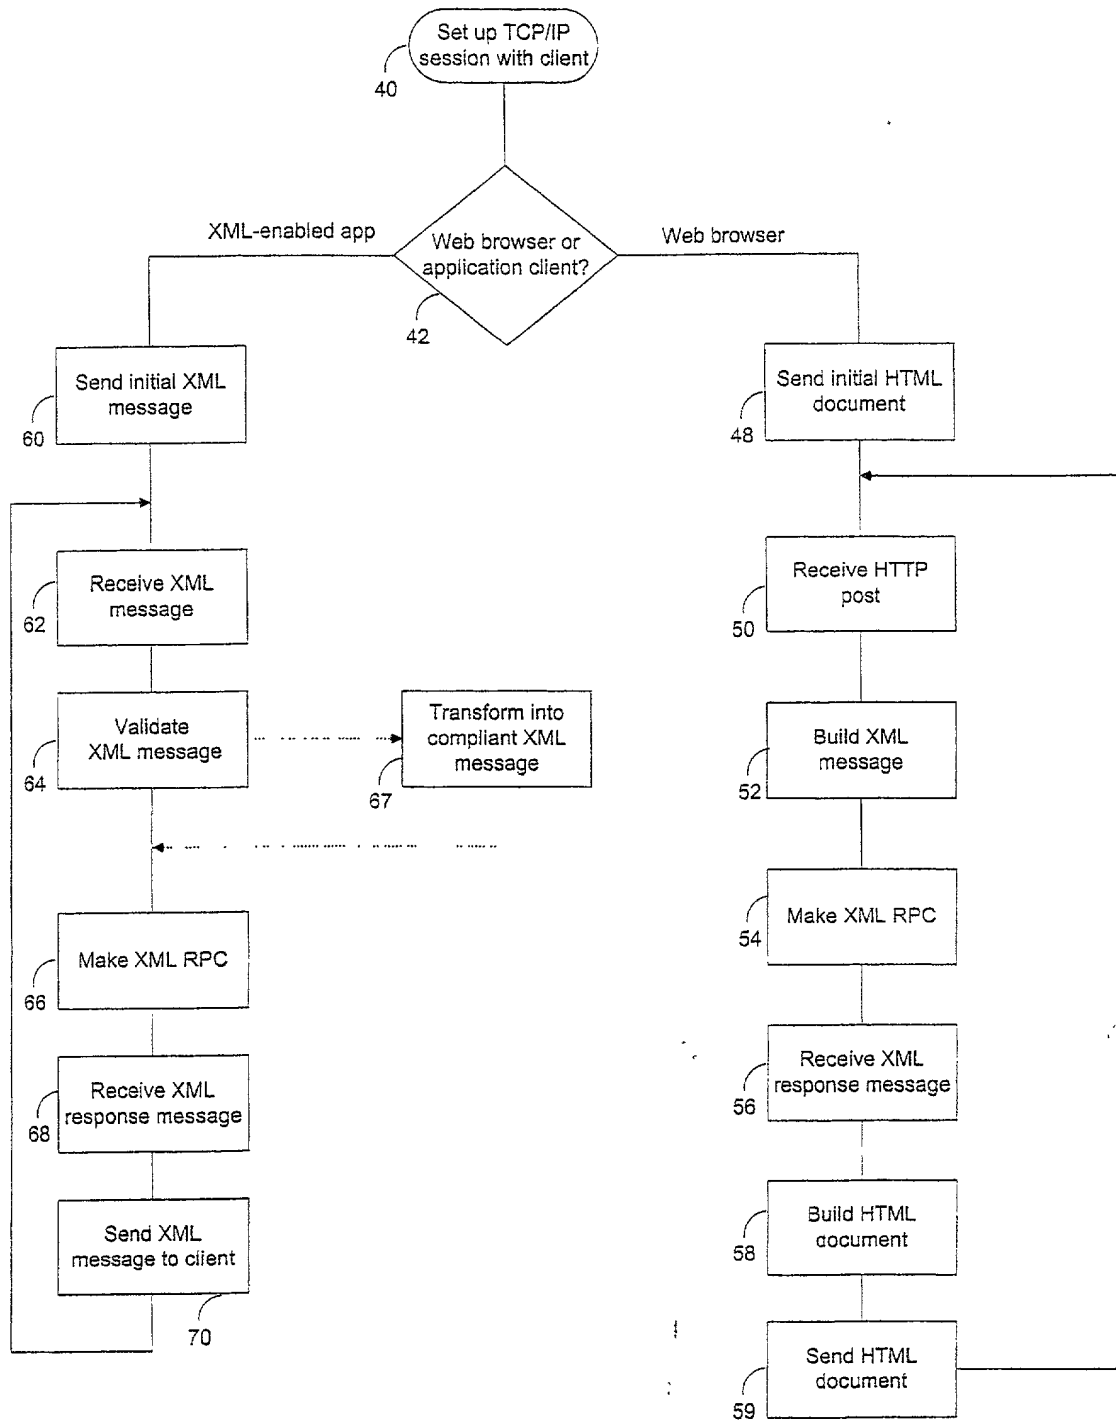 Set up TCP/IP
session with client
40
XML-enabled app
Web browser or
application client?
Web browser
42
Send initial XML
message
60
Send initial HTML
document
48
Receive XML
message
62
Receive HTTP
post
50
Validate
XML message
64
Transform into
compliant XML
message
67
Build XML
message
52
Make XML RPC
66
Make XML RPC
54
Receive XML
response message
68
Receive XML
response message
56
Send XML
message to client
70
Build HTML
document
58
Send HTML
document
59